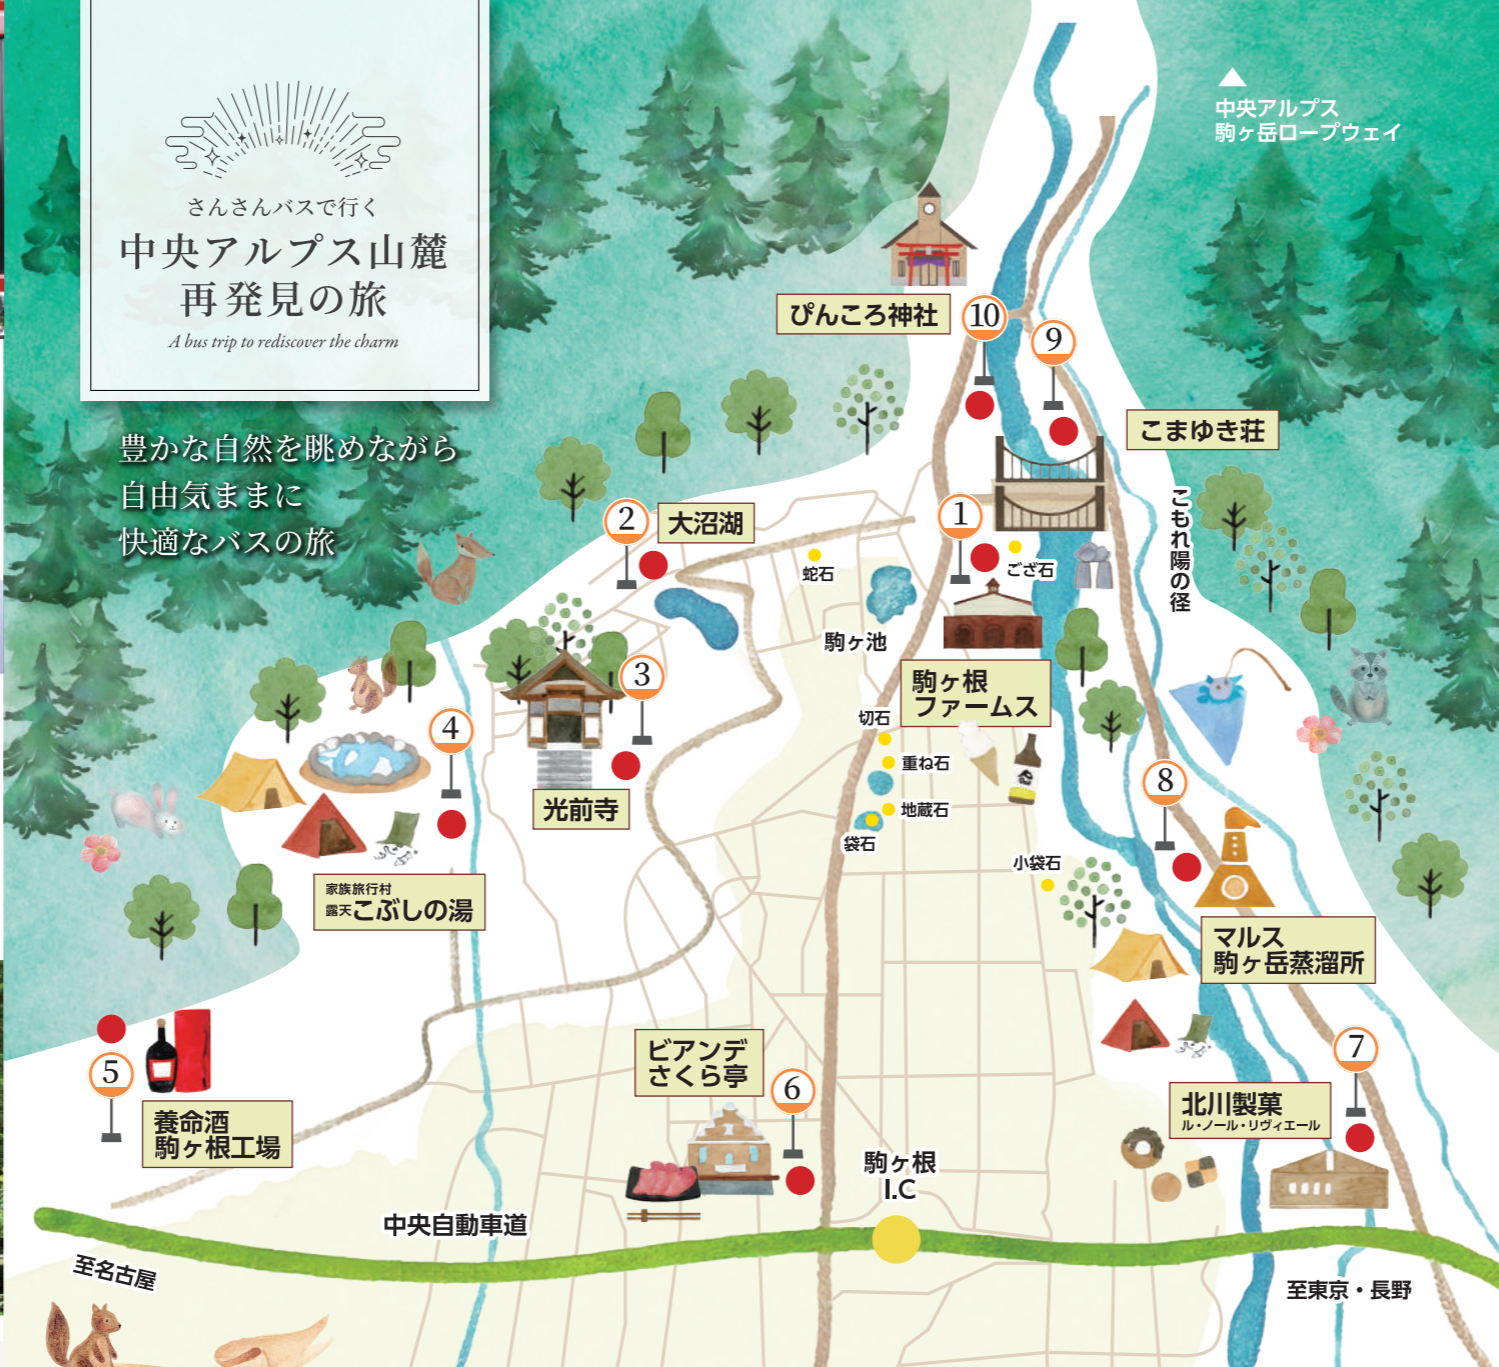 さんさんバスで行く
中央アルプス山麓
再発見の旅
A bus trip to rediscover the charm
豊かな自然を眺めながら
自由気ままに
快適なバスの旅
中央アルプス
駒ヶ岳ロープウェイ
ぴんころ神社
10
9
こまゆき荘
こもれ陽の径
1
ござ石
2
大沼湖
蛇石
駒ヶ池
駒ヶ根
ファームス
3
光前寺
切石
重ね石
地蔵石
袋石
小袋石
4
家族旅行村
露天こぶしの湯
8
マルス
駒ヶ岳蒸溜所
5
養命酒
駒ヶ根工場
ビアンデ
さくら亭
6
7
北川製菓
ル・ノール・リヴィエール
駒ヶ根
I.C
中央自動車道
至名古屋
至東京・長野